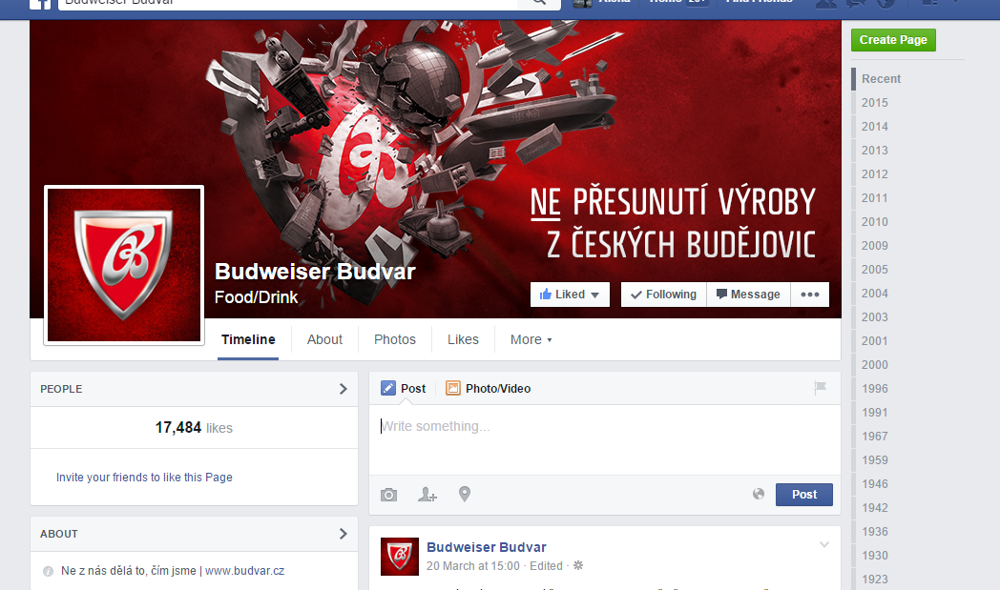 Budweiser Budvar
Create Page
Recent
2015
2014
2013
2012
2011
2010
2009
2005
2004
2003
2001
2000
1996
1991
1967
1959
1946
1942
1936
1930
1923
NE PŘESUNUTÍ VÝROBY
Z ČESKÝCH BUDĚJOVIC
Budweiser Budvar
Food/Drink
Liked
Following
Message
Timeline
About
Photos
Likes
More
PEOPLE
17,484 likes
Invite your friends to like this Page
ABOUT
Ne z nás dělá to, čím jsme | www.budvar.cz
Post
Photo/Video
Write something...
Post
Budweiser Budvar
20 March at 15:00 · Edited ·